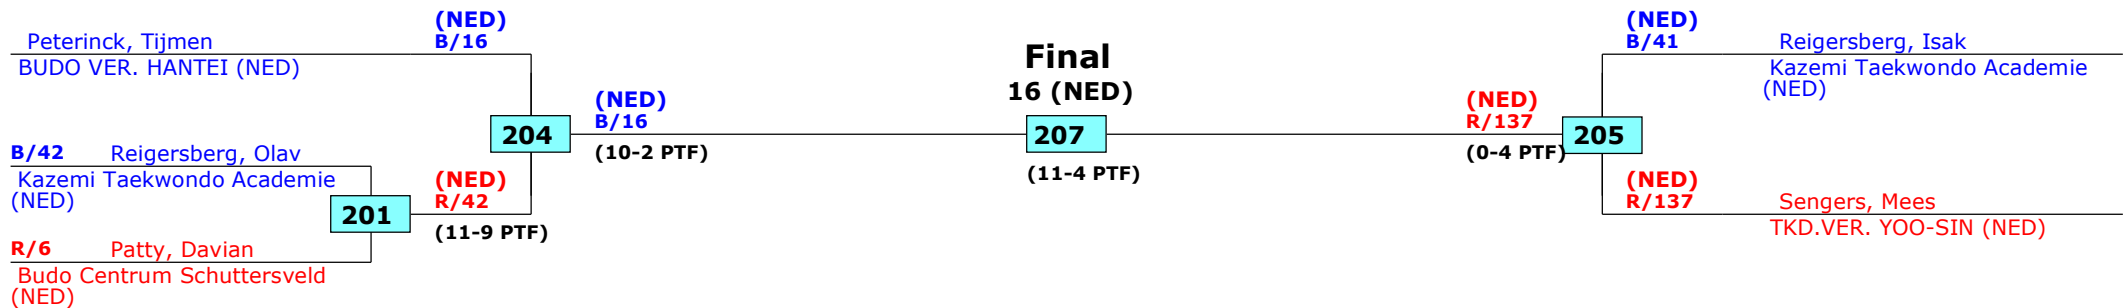 Peterinck, Tijmen
BUDO VER. HANTEI (NED)
(NED)
B/16
B/42 Reigersberg, Olav
Kazemi Taekwondo Academie
(NED)
R/6 Patty, Davian
Budo Centrum Schuttersveld
(NED)
201
(NED)
R/42
(11-9 PTF)
204
(NED)
B/16
(10-2 PTF)
Final
16 (NED)
207
(11-4 PTF)
(NED)
R/137
(0-4 PTF)
205
(NED)
B/41
Reigersberg, Isak
Kazemi Taekwondo Academie
(NED)
(NED)
R/137
Sengers, Mees
TKD.VER. YOO-SIN (NED)